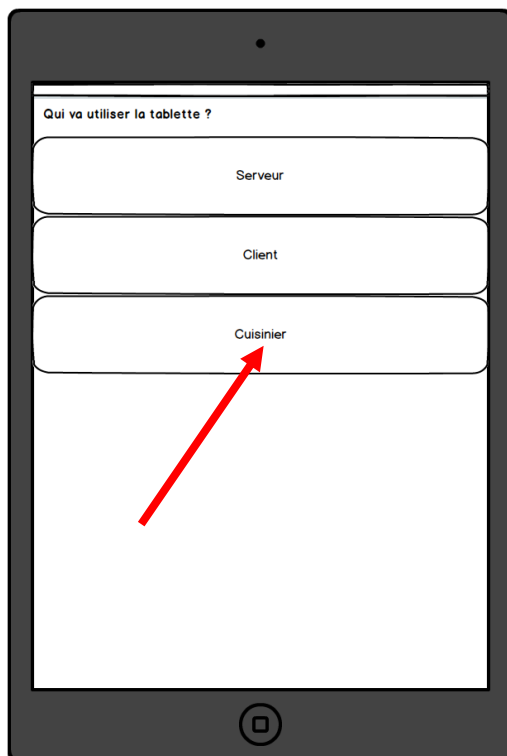 Qui va utiliser la tablette ?
Serveur
Client
Cuisinier